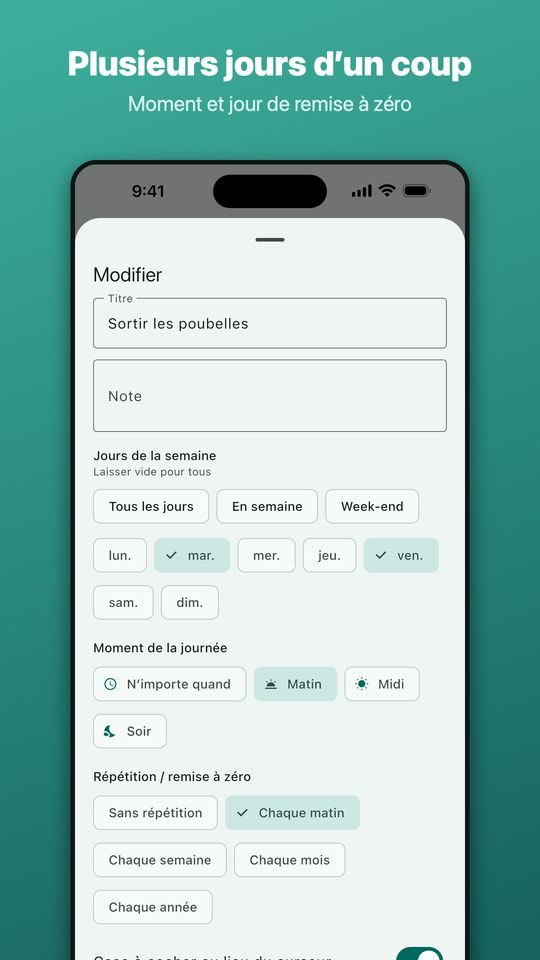 Plusieurs jours d’un coup
Moment et jour de remise à zéro
9:41
Modifier
Titre
Sortir les poubelles
Note
Jours de la semaine
Laisser vide pour tous
Tous les jours En semaine Week-end
lun. mar. mer. jeu. ven.
sam. dim.
Moment de la journée
N’importe quand Matin Midi
Soir
Répétition / remise à zéro
Sans répétition Chaque matin
Chaque semaine Chaque mois
Chaque année